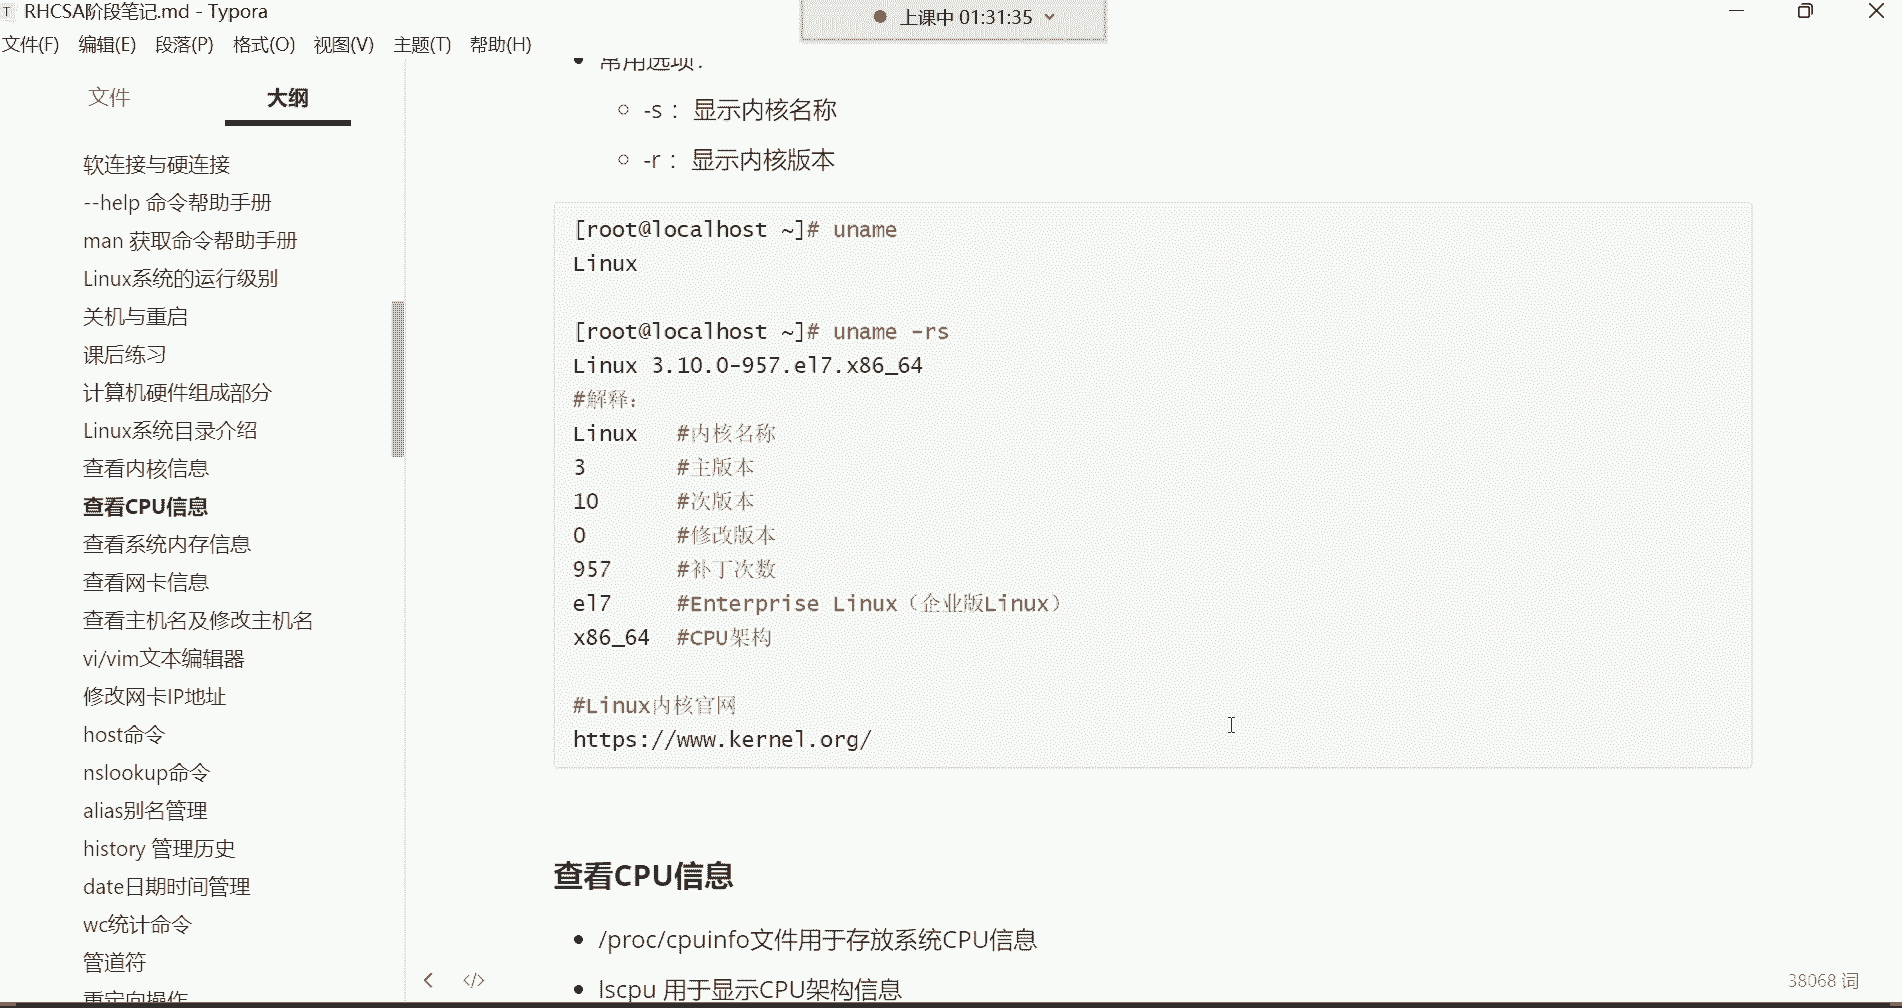 RHCSA阶段笔记.md - Typora
上课中 01:31:35
文件(F) 编辑(E) 段落(P) 格式(O) 视图(V) 主题(T) 帮助(H)
文件 大纲
软连接与硬连接
--help 命令帮助手册
man 获取命令帮助手册
Linux系统的运行级别
关机与重启
课后练习
计算机硬件组成部分
Linux系统目录介绍
查看内核信息
查看CPU信息
查看系统内存信息
查看网卡信息
查看主机名及修改主机名
vi/vim文本编辑器
修改网卡IP地址
host命令
nslookup命令
alias别名管理
history 管理历史
date日期时间管理
wc统计命令
管道符
重定向操作
常用选项：
-s ： 显示内核名称
-r ： 显示内核版本
[root@localhost ~]# uname
Linux
[root@localhost ~]# uname -rs
Linux 3.10.0-957.el7.x86_64
#解释：
Linux #内核名称
3 #主版本
10 #次版本
0 #修改版本
957 #补丁次数
el7 #Enterprise Linux（企业版Linux）
x86_64 #CPU架构
#Linux内核官网
https://www.kernel.org/
查看CPU信息
/proc/cpuinfo文件用于存放系统CPU信息
lscpu 用于显示CPU架构信息
38068 词